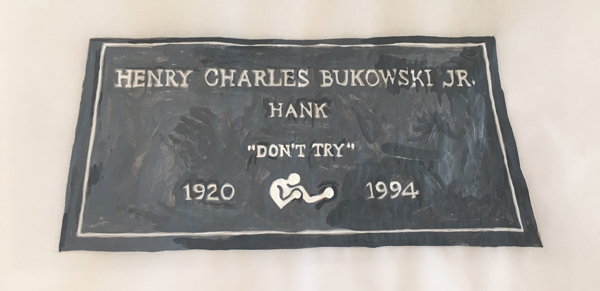 HENRY CHARLES BUKOWSKI JR.
HANK
"DON'T TRY"
1920 1994